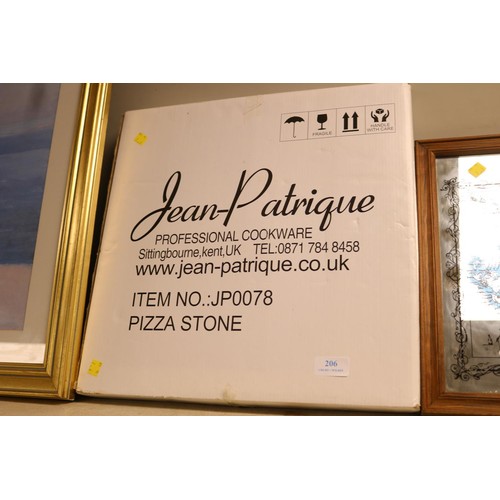 FRAGILE
HANDLE
WITH CARE
Jean-Patrique
PROFESSIONAL COOKWARE
Sittingbourne,kent,UK TEL:0871 784 8458
www.jean-patrique.co.uk
ITEM NO.:JP0078
PIZZA STONE
206